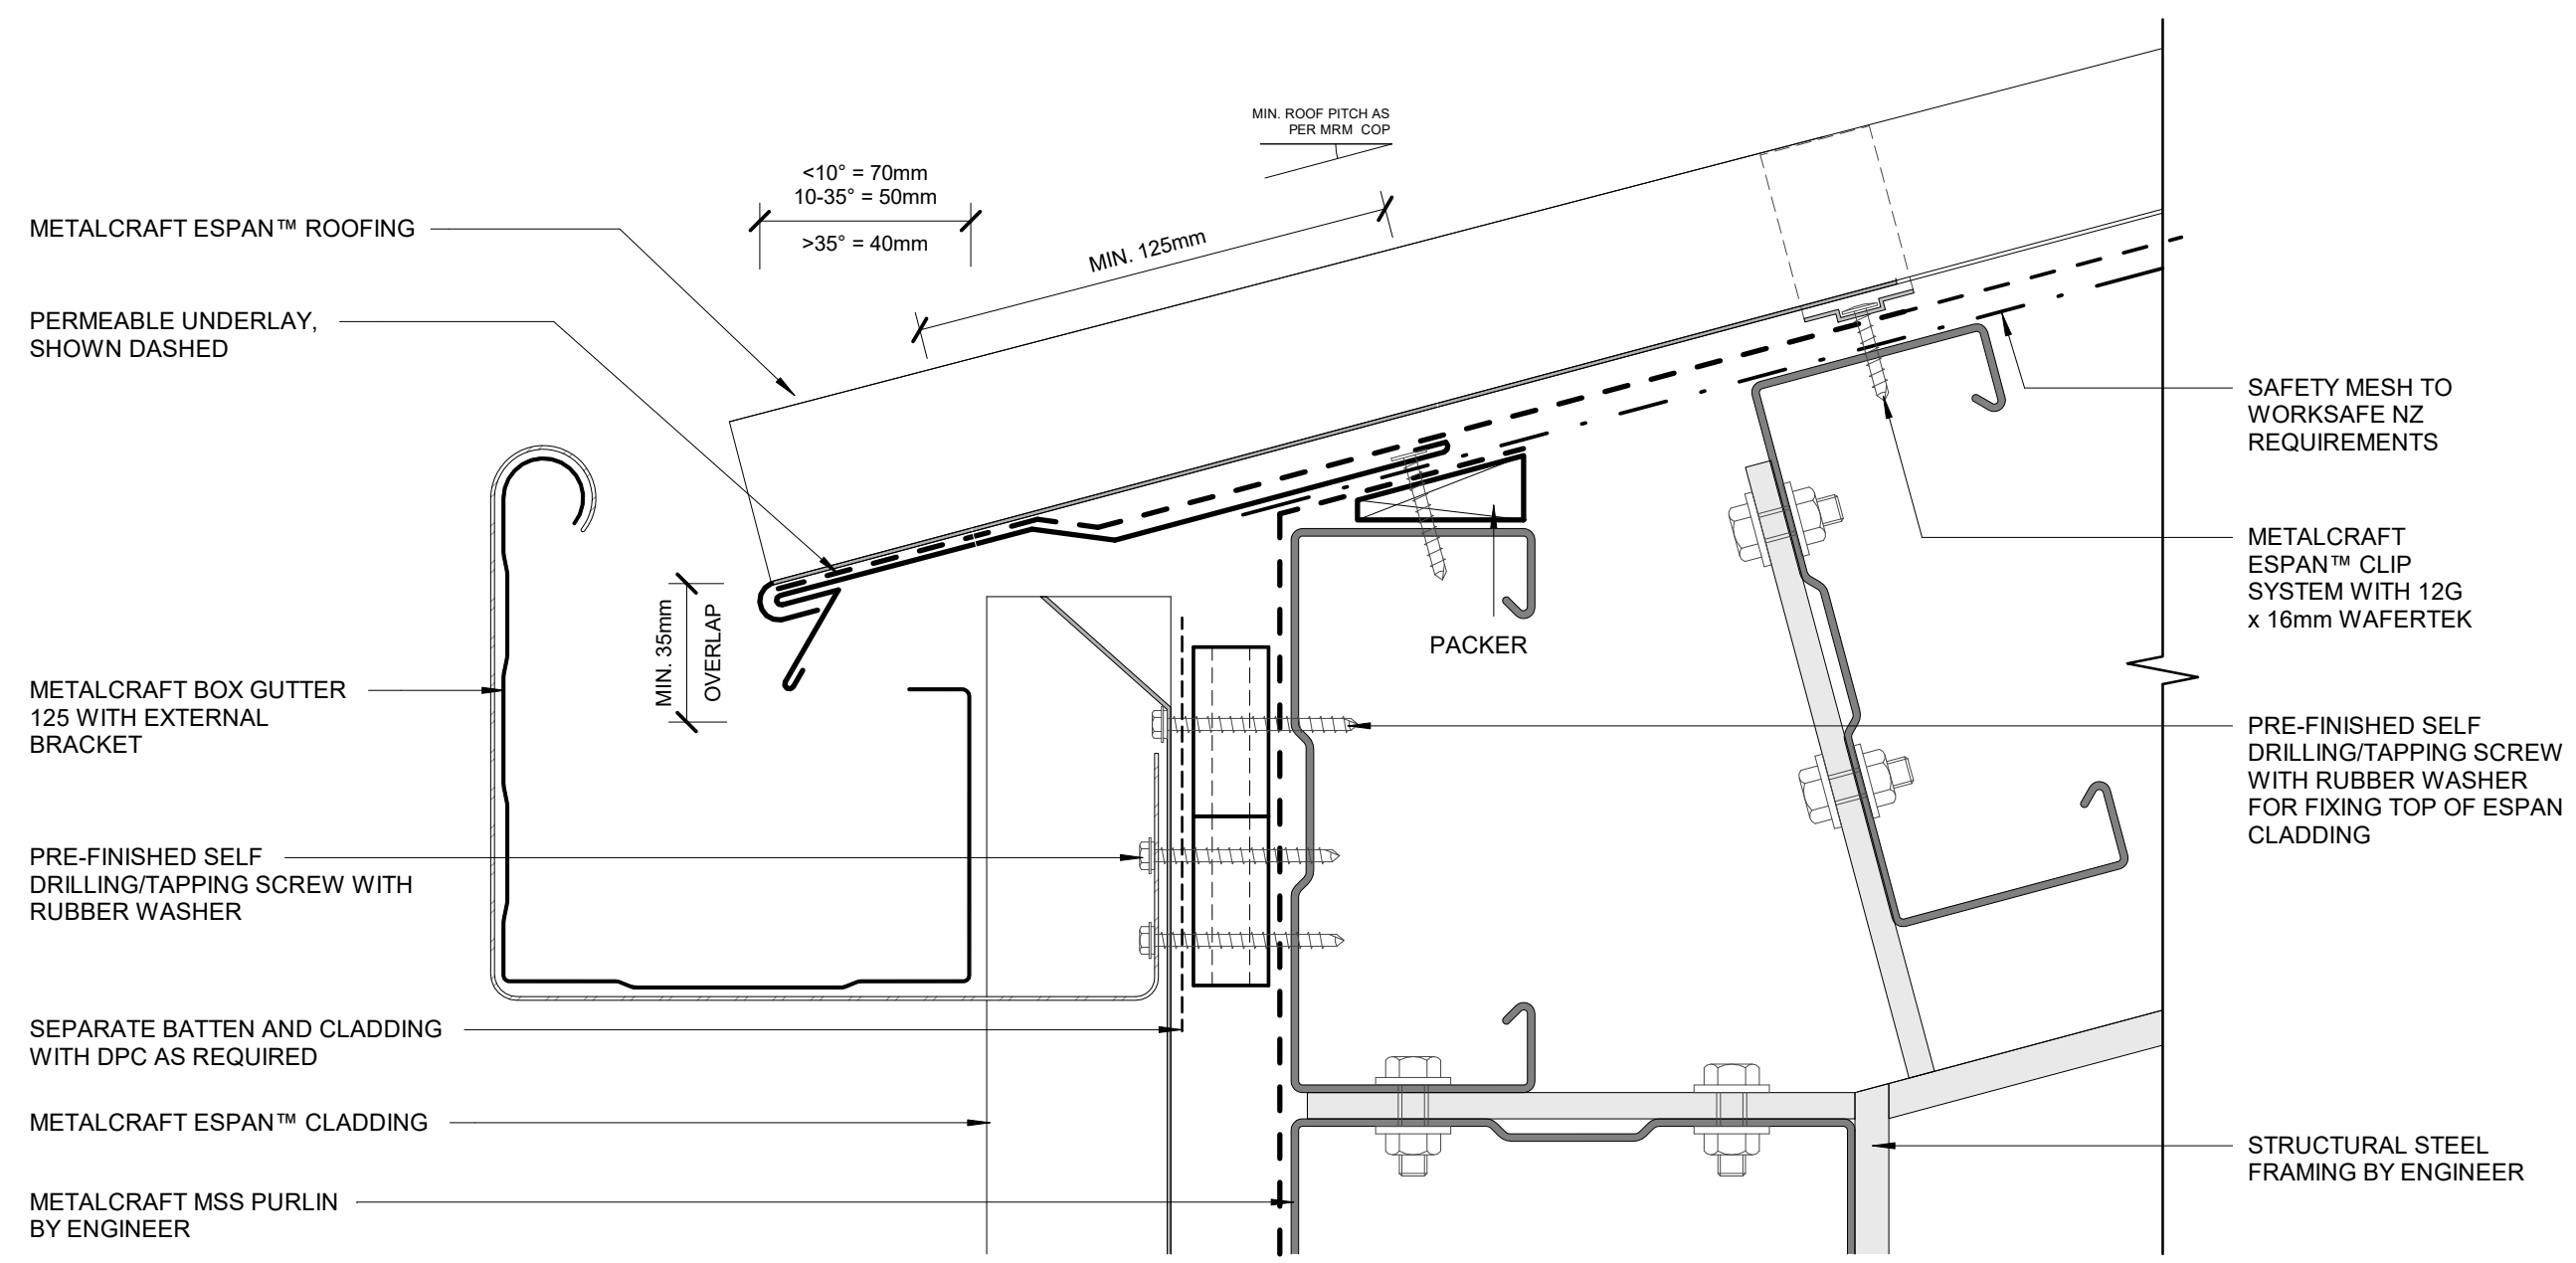 MIN. ROOF PITCH AS
PER MRM COP
<10° = 70mm
10-35° = 50mm
>35° = 40mm
MIN. 125mm
METALCRAFT ESPAN™ ROOFING
PERMEABLE UNDERLAY,
SHOWN DASHED
MIN. 35mm
OVERLAP
METALCRAFT BOX GUTTER
125 WITH EXTERNAL
BRACKET
PRE-FINISHED SELF
DRILLING/TAPPING SCREW WITH
RUBBER WASHER
SEPARATE BATTEN AND CLADDING
WITH DPC AS REQUIRED
METALCRAFT ESPAN™ CLADDING
METALCRAFT MSS PURLIN
BY ENGINEER
PACKER
SAFETY MESH TO
WORKSAFE NZ
REQUIREMENTS
METALCRAFT
ESPAN™ CLIP
SYSTEM WITH 12G
x 16mm WAFERTEK
PRE-FINISHED SELF
DRILLING/TAPPING SCREW
WITH RUBBER WASHER
FOR FIXING TOP OF ESPAN
CLADDING
STRUCTURAL STEEL
FRAMING BY ENGINEER